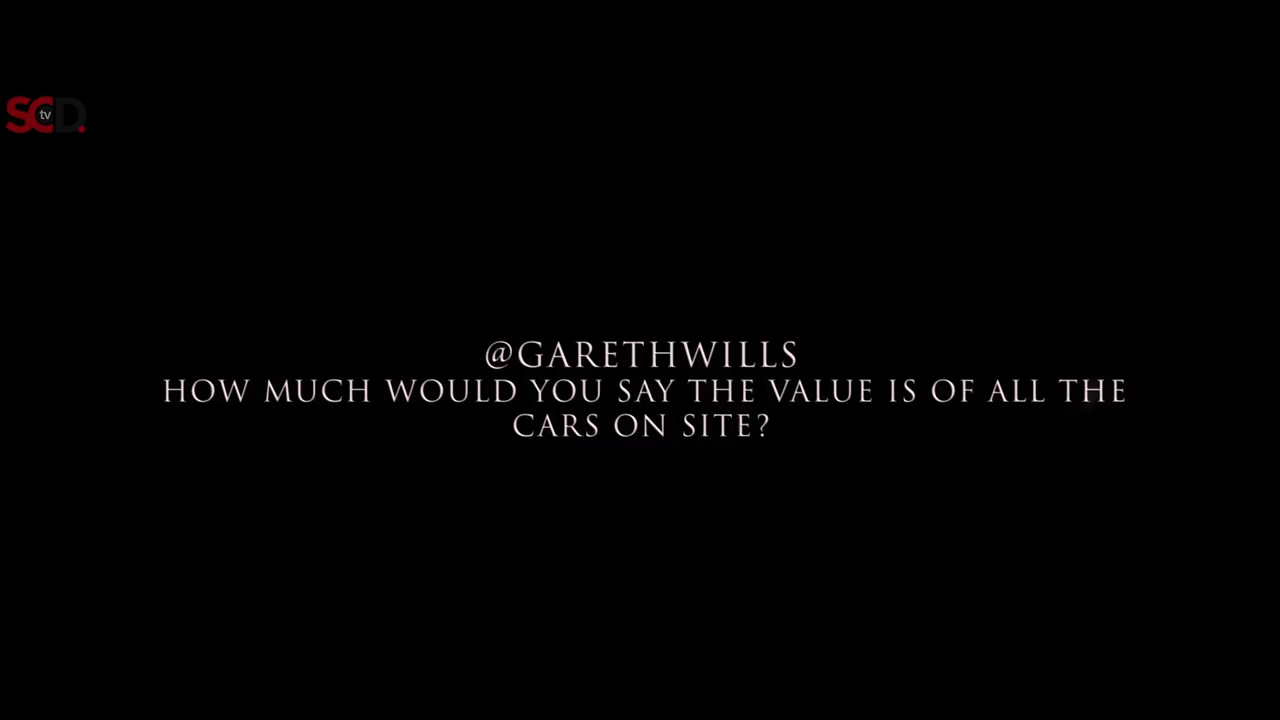 SCD.
tv
@GARETHWILLS
HOW MUCH WOULD YOU SAY THE VALUE IS OF ALL THE
CARS ON SITE?